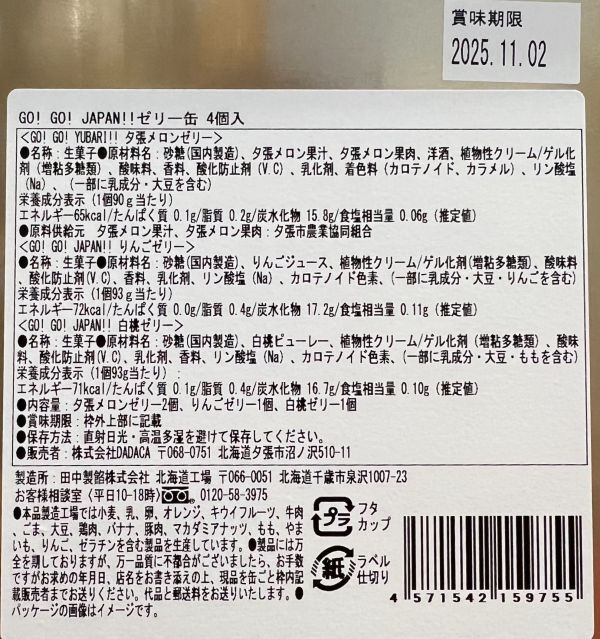 賞味期限
2025.11.02
GO! GO! JAPAN!!ゼリー缶 4個入
<GO! GO! YUBARI!! 夕張メロンゼリー>
●名称:生菓子●原材料名:砂糖(国内製造)、夕張メロン果汁、夕張メロン果肉、洋酒、植物性クリーム/ゲル化
剤(増粘多糖類)、酸味料、香料、酸化防止剤(V.C)、乳化剤、着色料(カロテノイド、カラメル)、リン酸塩
(Na)、(一部に乳成分・大豆を含む)
栄養成分表示(1個90g当たり)
エネルギー65kcal/たんぱく質 0.1g/脂質 0.2g/炭水化物 15.8g/食塩相当量 0.06g(推定値)
●原料供給元 夕張メロン果汁、夕張メロン果肉:夕張市農業協同組合
<GO! GO! JAPAN!! りんごゼリー>
●名称:生菓子●原材料名:砂糖(国内製造)、りんごジュース、植物性クリーム/ゲル化剤(増粘多糖類)、酸味料
、酸化防止剤(V.C)、香料、乳化剤、リン酸塩(Na)、カロテノイド色素、(一部に乳成分・大豆・りんごを含む)
栄養成分表示(1個93g当たり)
エネルギー72kcal/たんぱく質 0.0g/脂質 0.4g/炭水化物 17.2g/食塩相当量 0.11g(推定値)
<GO! GO! JAPAN!! 白桃ゼリー>
●名称:生菓子●原材料名:砂糖(国内製造)、白桃ピューレー、植物性クリーム/ゲル化剤(増粘多糖類)、酸味
料、酸化防止剤(V.C)、乳化剤、香料、リン酸塩(Na)、カロテノイド色素、(一部に乳成分・大豆・ももを含む)
栄養成分表示(1個93g当たり):
エネルギー71kcal/たんぱく質 0.1g/脂質 0.4g/炭水化物 16.7g/食塩相当量 0.10g(推定値)
●内容量:夕張メロンゼリー2個、りんごゼリー1個、白桃ゼリー1個
●賞味期限:枠外上部に記載
●保存方法:直射日光・高温多湿を避けて保存してください。
●販売者:株式会社DADACA 〒068-0751 北海道夕張市沼ノ沢510-11
製造所:田中製餡株式会社 北海道工場 〒066-0051 北海道千歳市泉沢1007-23
お客様相談室〈平日10-18時〉 0120-58-3975
●本品製造工場では小麦、乳、卵、オレンジ、キウイフルーツ、牛肉
、ごま、大豆、鶏肉、バナナ、豚肉、マカダミアナッツ、もも、やま
いも、りんご、ゼラチンを含む製品を生産しています。●製品には万
全を期しておりますが、万一品質に不都合がございましたら、お手数
ですがお求めの年月日、店名をお書き添えの上、現品を缶ごと枠内記
載販売者までお送りください。代品と郵送料をお送りいたします。●
パッケージの画像はイメージです。
プラ
フタ
カップ
紙
ラベル
仕切り
4 571542 159755